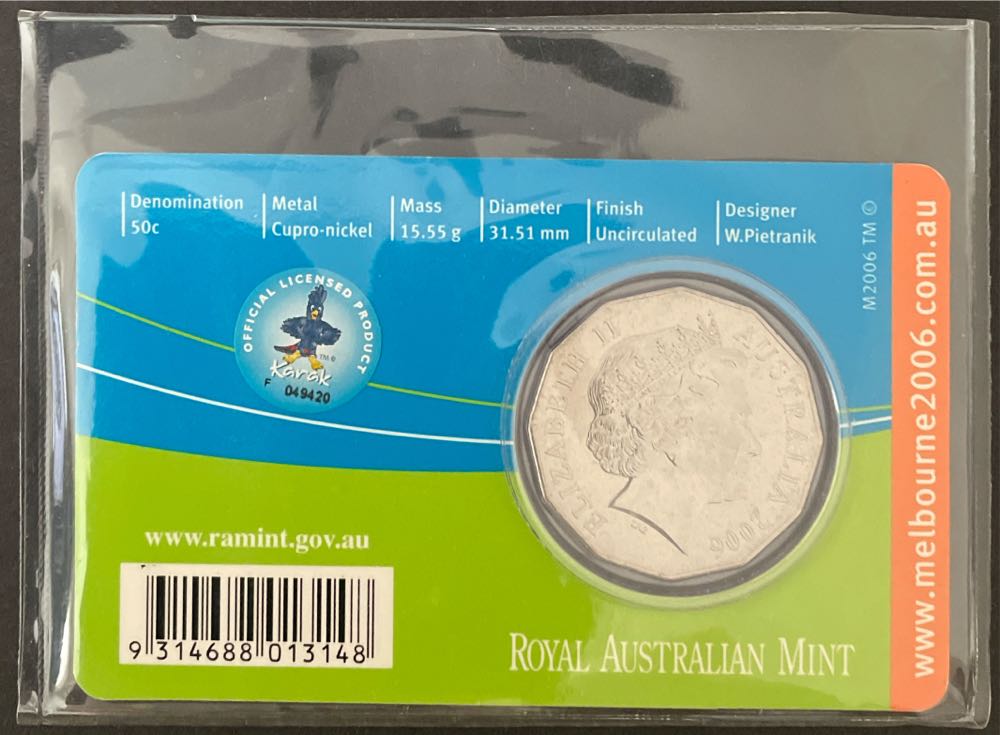 Denomination
50c
Metal
Cupro-nickel
Mass
15.55 g
Diameter
31.51 mm
Finish
Uncirculated
Designer
W.Pietranik
M2006 TM ©
www.melbourne2006.com.au
OFFICIAL LICENSED PRODUCT
TM ©
Karak
F 049420
ELIZABETH II
AUSTRALIA 2006
www.ramint.gov.au
9 314688 013148
ROYAL AUSTRALIAN MINT